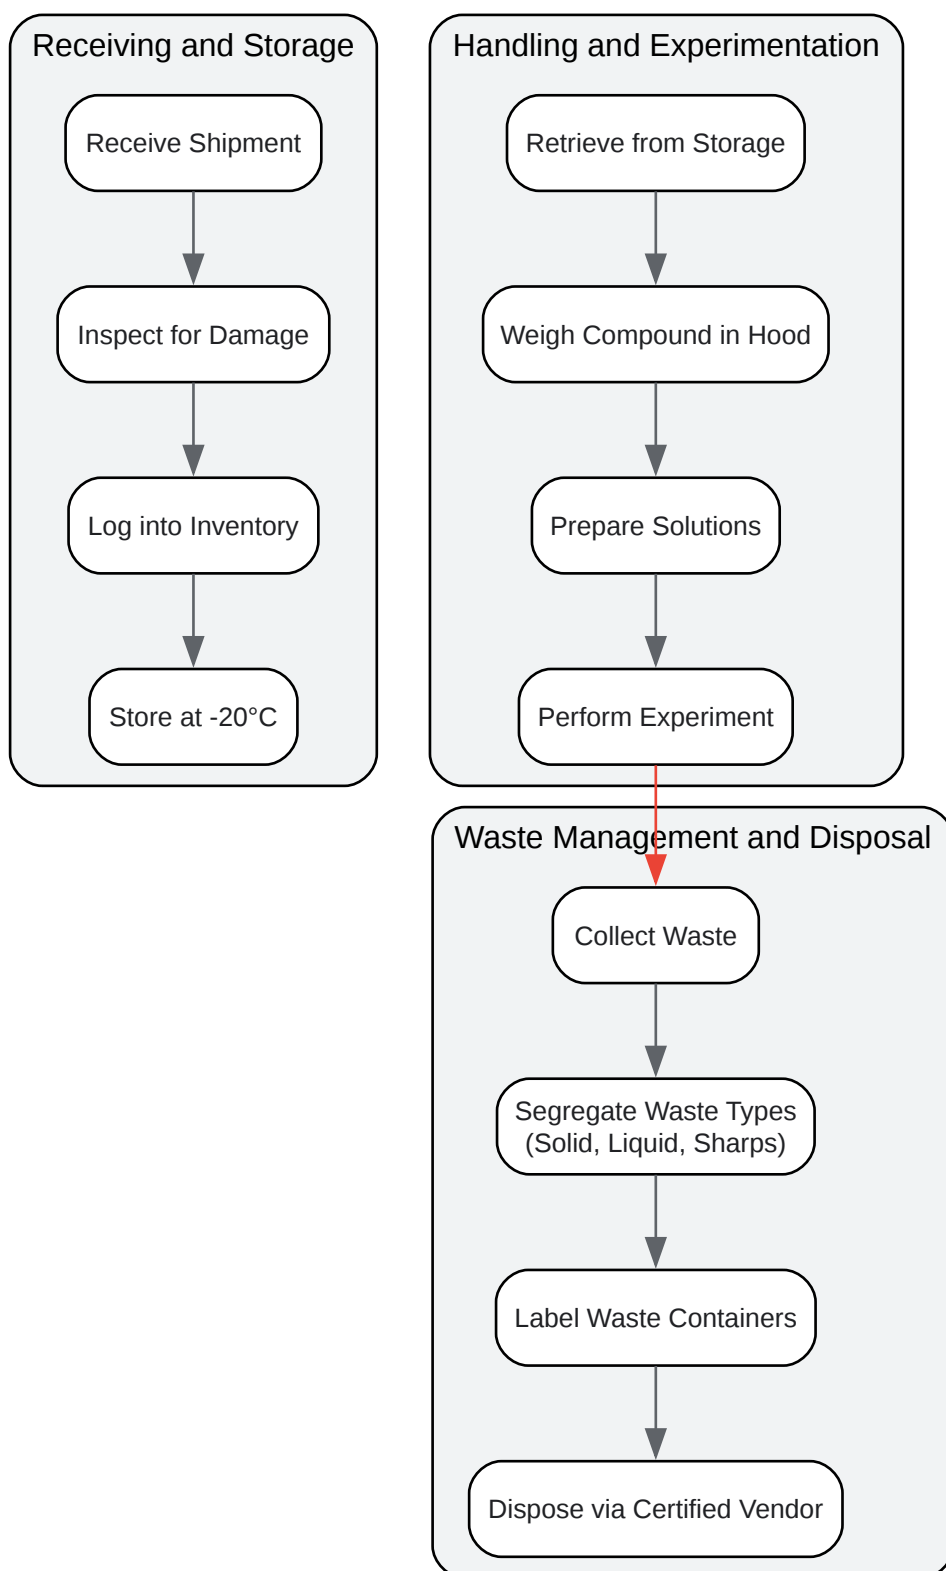 Receiving and Storage
Receive Shipment
Inspect for Damage
Log into Inventory
Store at -20°C
Handling and Experimentation
Retrieve from Storage
Weigh Compound in Hood
Prepare Solutions
Perform Experiment
Waste Management and Disposal
Collect Waste
Segregate Waste Types
(Solid, Liquid, Sharps)
Label Waste Containers
Dispose via Certified Vendor